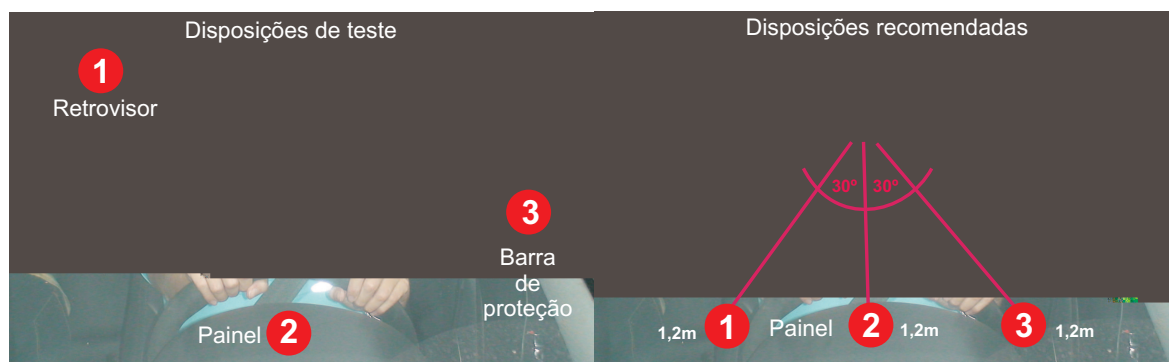 Disposições de teste
1
Retrovisor
3
Barra
de
proteção
Painel 2
Disposições recomendadas
30º 30º
1,2m 1 Painel 2 1,2m 3 1,2m